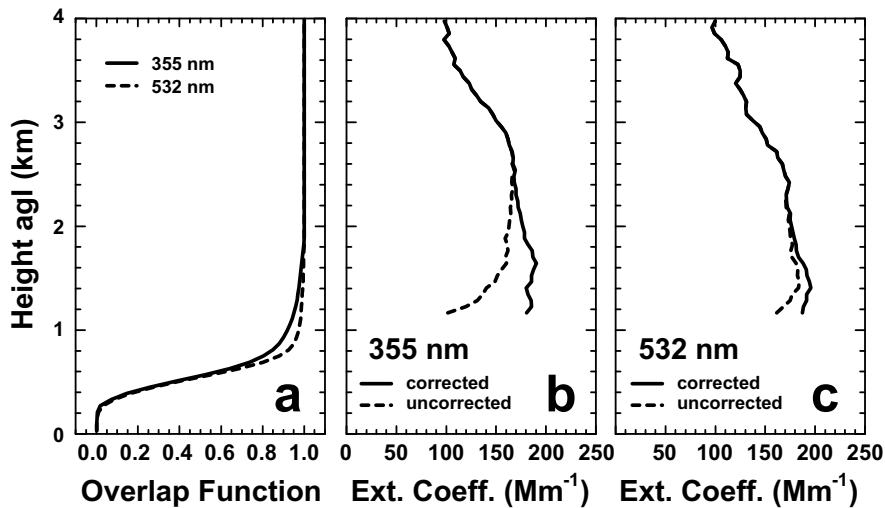 4
3
2
1
0
Height agl (km)
355 nm
532 nm
a
0.0 0.2 0.4 0.6 0.8 1.0
Overlap Function
355 nm
corrected
uncorrected
b
0 50 100 150 200 250
Ext. Coeff. (Mm⁻¹)
532 nm
corrected
uncorrected
c
0 50 100 150 200 250
Ext. Coeff. (Mm⁻¹)